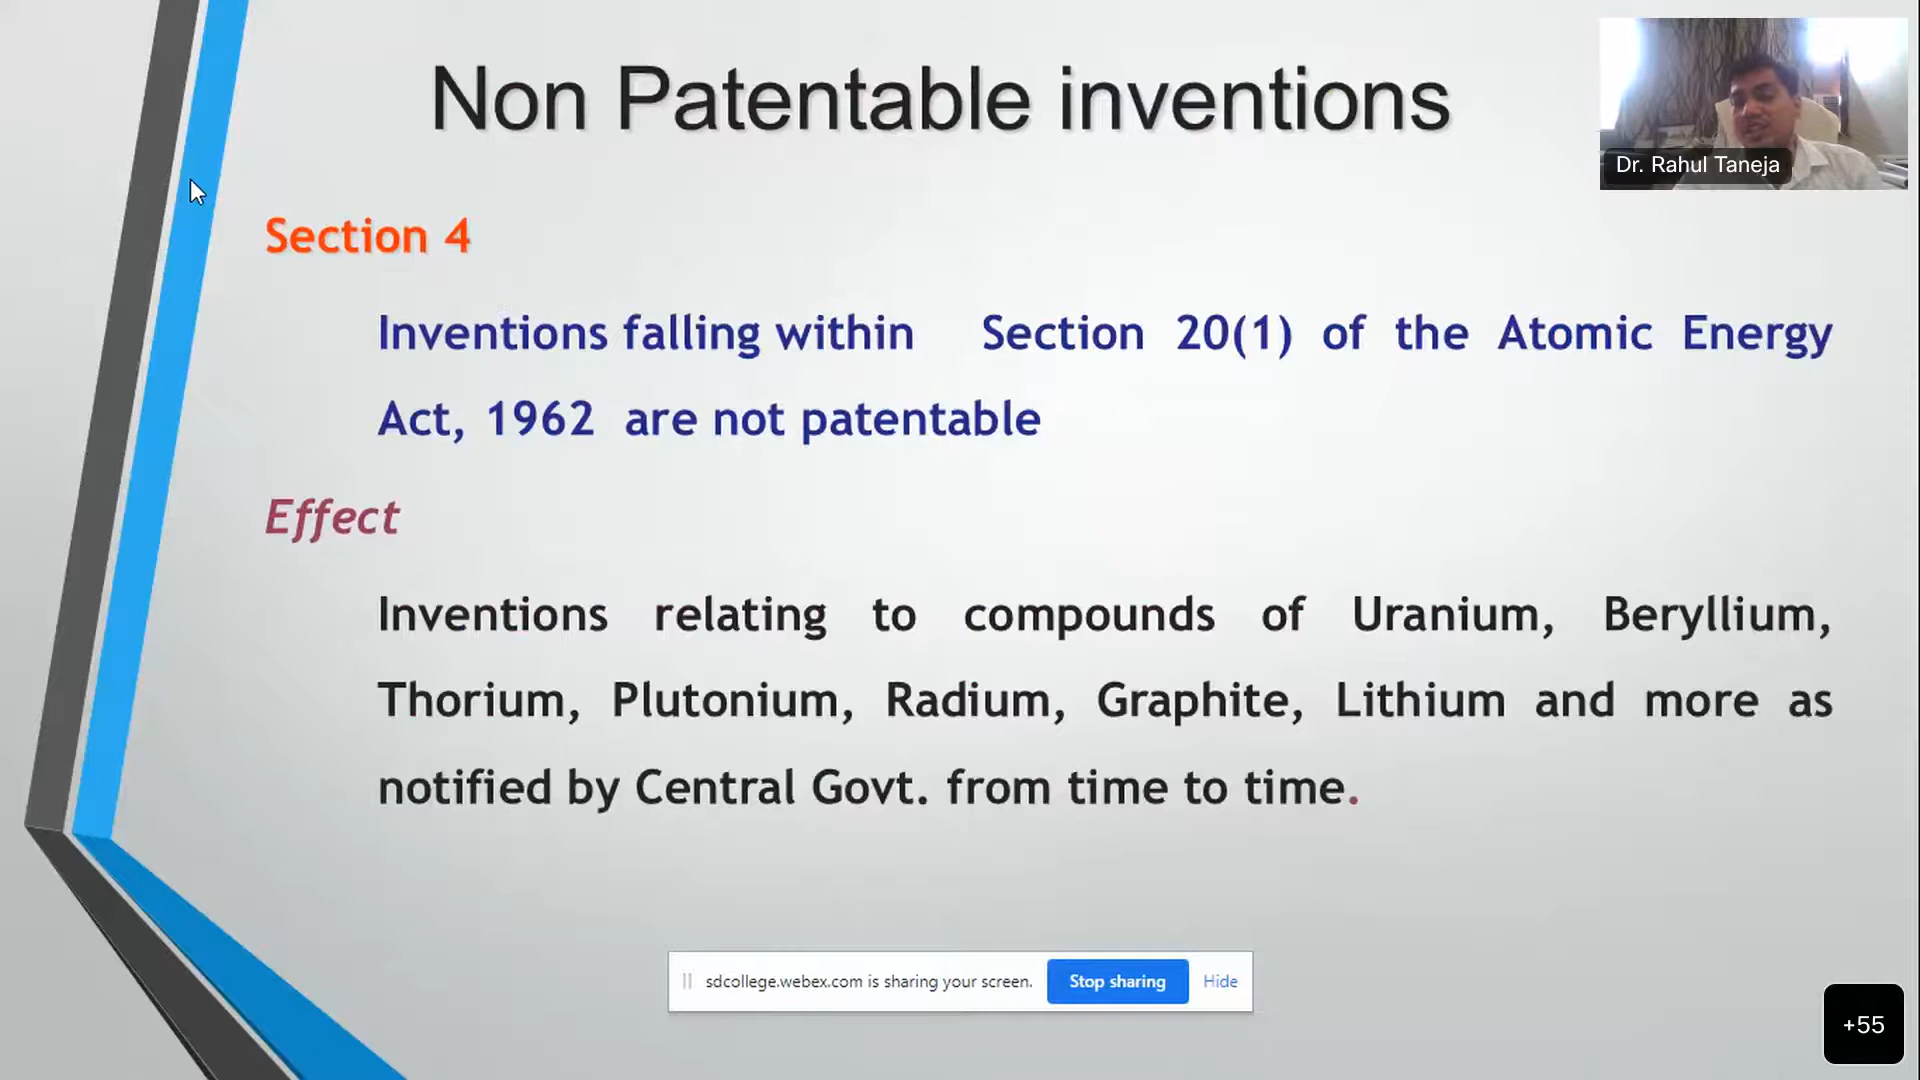 Non Patentable inventions
Dr. Rahul Taneja
Section 4
Inventions falling within Section 20(1) of the Atomic Energy
Act, 1962 are not patentable
Effect
Inventions relating to compounds of Uranium, Beryllium,
Thorium, Plutonium, Radium, Graphite, Lithium and more as
notified by Central Govt. from time to time.
sdcollege.webex.com is sharing your screen. Stop sharing Hide
+55